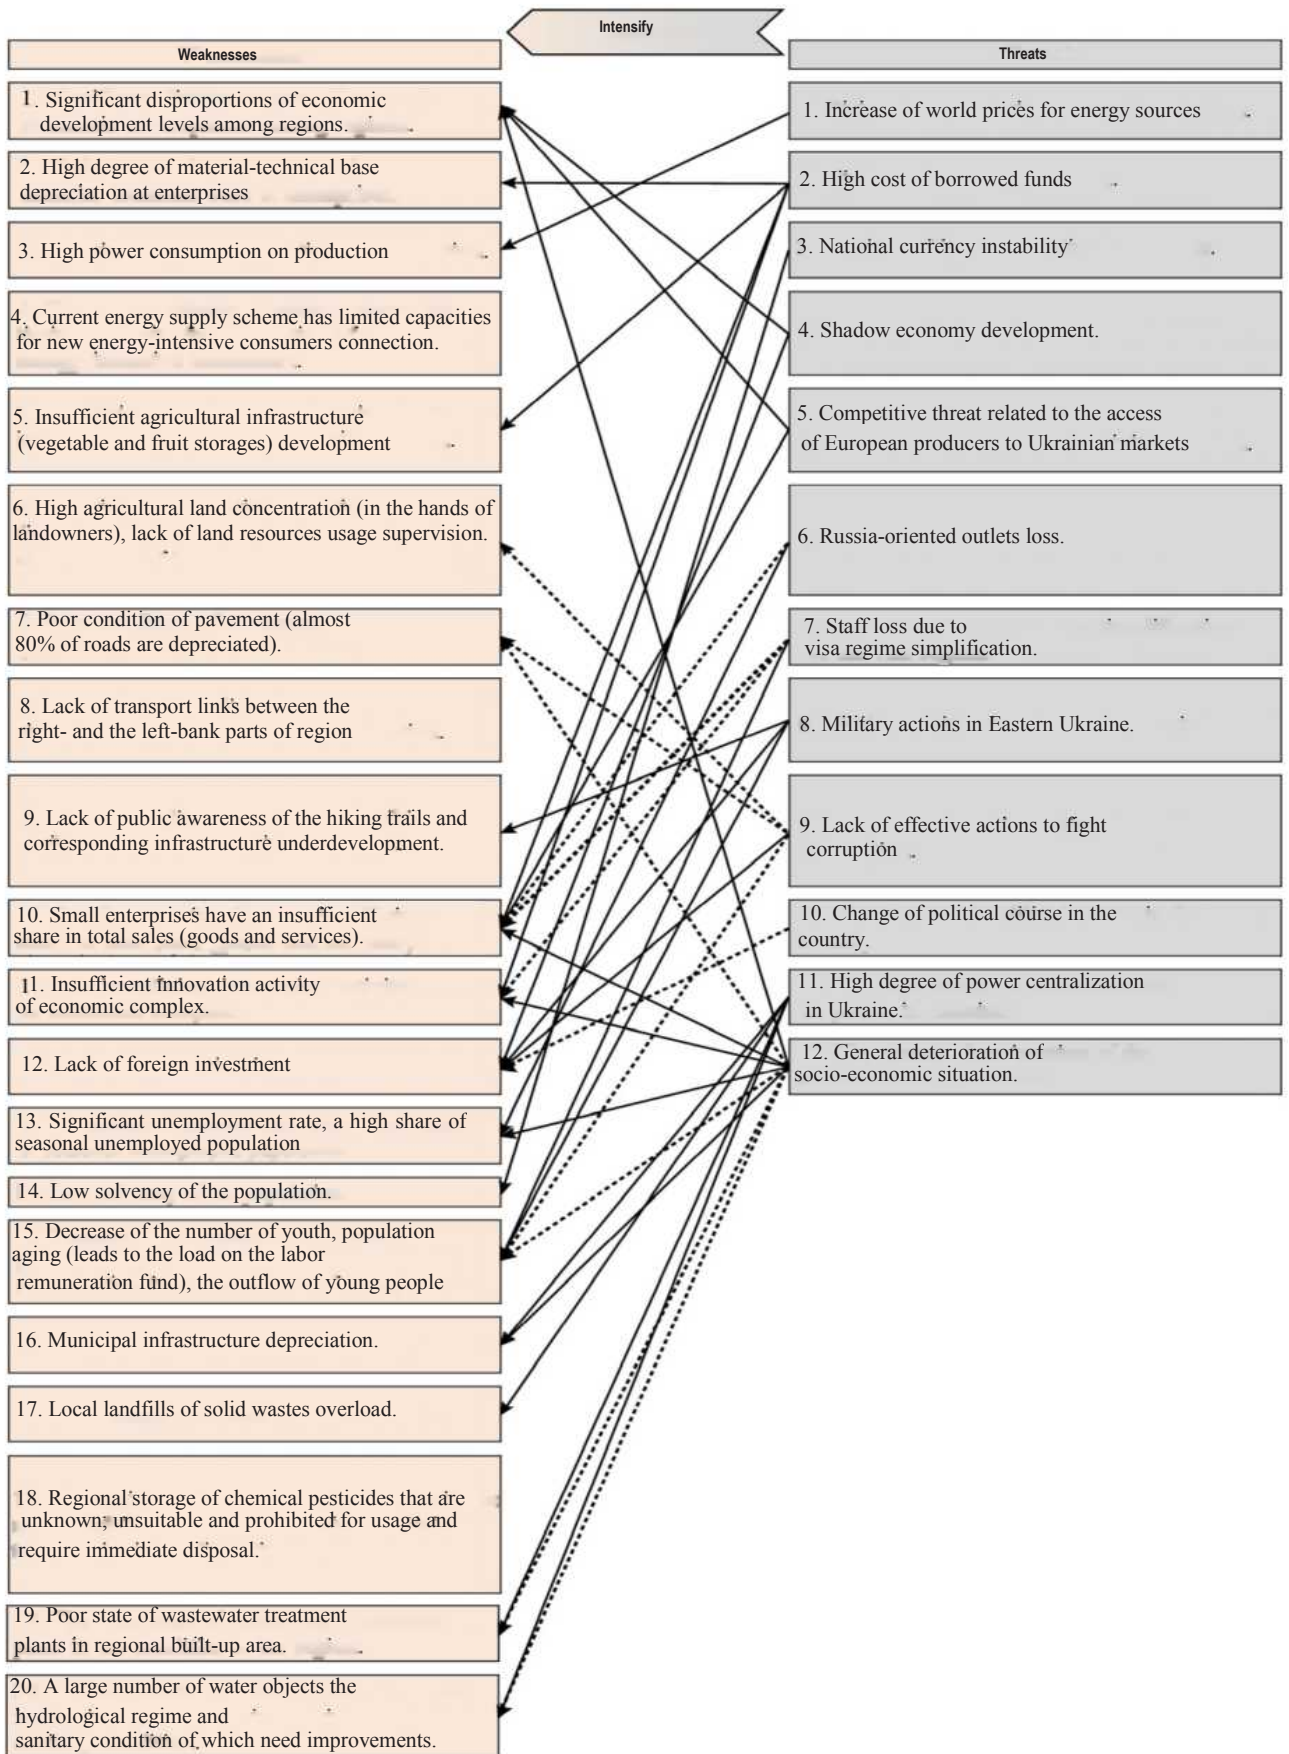 Intensify
Weaknesses
1. Significant disproportions of economic
development levels among regions.
2. High degree of material-technical base
depreciation at enterprises
3. High power consumption on production
4. Current energy supply scheme has limited capacities
for new energy-intensive consumers connection.
5. Insufficient agricultural infrastructure
(vegetable and fruit storages) development
6. High agricultural land concentration (in the hands of
landowners), lack of land resources usage supervision.
7. Poor condition of pavement (almost
80% of roads are depreciated).
8. Lack of transport links between the
right- and the left-bank parts of region
9. Lack of public awareness of the hiking trails and
corresponding infrastructure underdevelopment.
10. Small enterprises have an insufficient
share in total sales (goods and services).
11. Insufficient innovation activity
of economic complex.
12. Lack of foreign investment
13. Significant unemployment rate, a high share of
seasonal unemployed population
14. Low solvency of the population.
15. Decrease of the number of youth, population
aging (leads to the load on the labor
remuneration fund), the outflow of young people
16. Municipal infrastructure depreciation.
17. Local landfills of solid wastes overload.
18. Regional storage of chemical pesticides that are
unknown; unsuitable and prohibited for usage and
require immediate disposal.
19. Poor state of wastewater treatment
plants in regional built-up area.
20. A large number of water objects the
hydrological regime and
sanitary condition of which need improvements.
Threats
1. Increase of world prices for energy sources
2. High cost of borrowed funds
3. National currency instability
4. Shadow economy development.
5. Competitive threat related to the access
of European producers to Ukrainian markets
6. Russia-oriented outlets loss.
7. Staff loss due to
visa regime simplification.
8. Military actions in Eastern Ukraine.
9. Lack of effective actions to fight
corruption
10. Change of political course in the
country.
11. High degree of power centralization
in Ukraine.
12. General deterioration of
socio-economic situation.